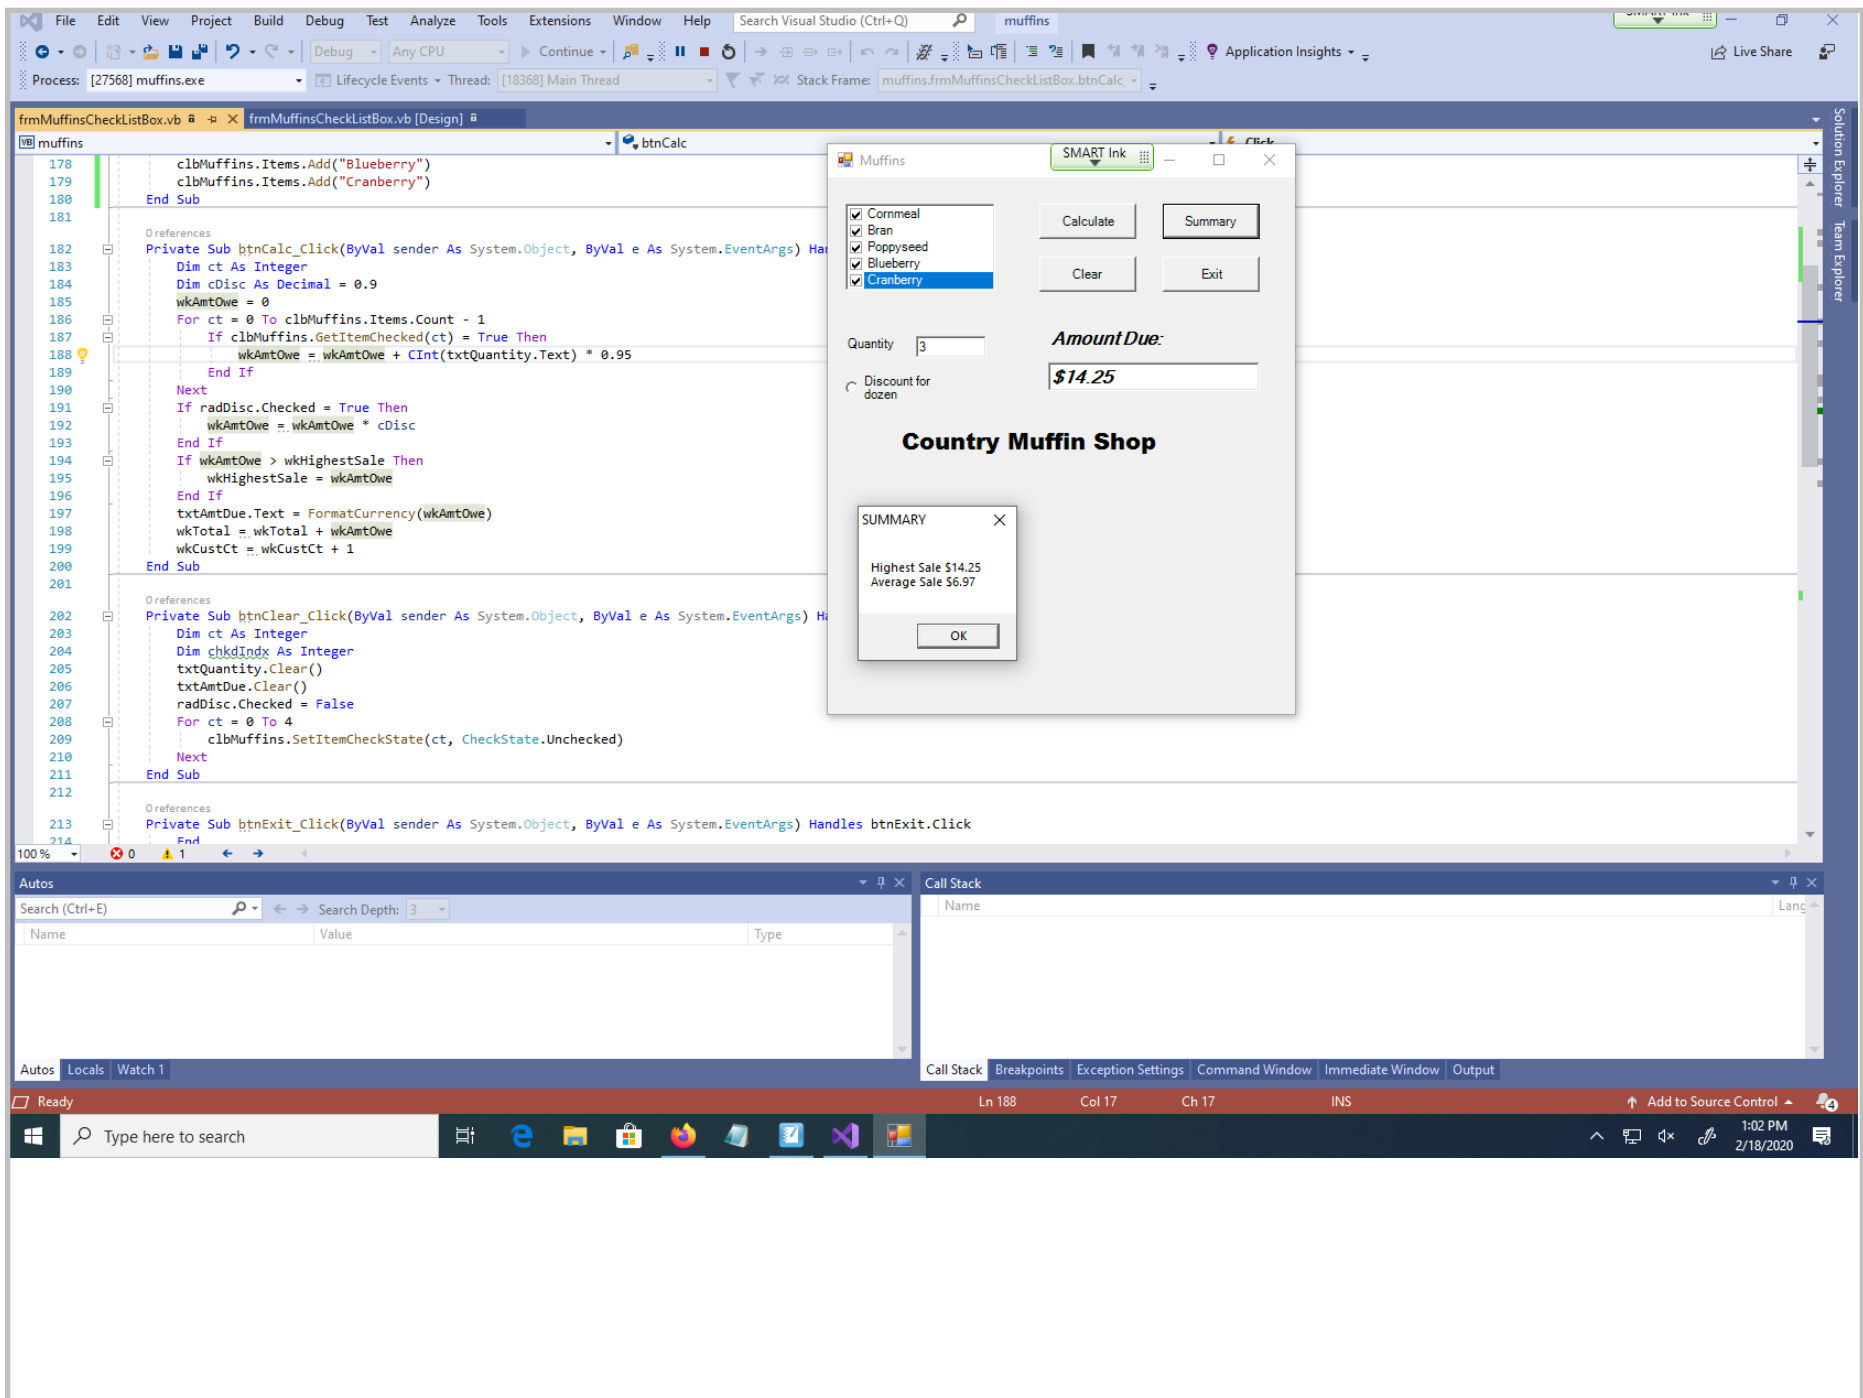 File Edit View Project Build Debug Test Analyze Tools Extensions Window Help Search Visual Studio (Ctrl+Q) muffins
Debug Any CPU Continue Application Insights Live Share
Process: [27568] muffins.exe Lifecycle Events Thread: [18368] Main Thread Stack Frame: muffins.frmMuffinsCheckListBox.btnCalc_
frmMuffinsCheckListBox.vb frmMuffinsCheckListBox.vb [Design]
VB muffins btnCalc Click
178 clbMuffins.Items.Add("Blueberry")
179 clbMuffins.Items.Add("Cranberry")
180 End Sub
181
0 references
182 Private Sub btnCalc_Click(ByVal sender As System.Object, ByVal e As System.EventArgs) Han
183 Dim ct As Integer
184 Dim cDisc As Decimal = 0.9
185 wkAmtOwe = 0
186 For ct = 0 To clbMuffins.Items.Count - 1
187 If clbMuffins.GetItemChecked(ct) = True Then
188 wkAmtOwe = wkAmtOwe + CInt(txtQuantity.Text) * 0.95
189 End If
190 Next
191 If radDisc.Checked = True Then
192 wkAmtOwe = wkAmtOwe * cDisc
193 End If
194 If wkAmtOwe > wkHighestSale Then
195 wkHighestSale = wkAmtOwe
196 End If
197 txtAmtDue.Text = FormatCurrency(wkAmtOwe)
198 wkTotal = wkTotal + wkAmtOwe
199 wkCustCt = wkCustCt + 1
200 End Sub
201
0 references
202 Private Sub btnClear_Click(ByVal sender As System.Object, ByVal e As System.EventArgs) Ha
203 Dim ct As Integer
204 Dim chkdIndx As Integer
205 txtQuantity.Clear()
206 txtAmtDue.Clear()
207 radDisc.Checked = False
208 For ct = 0 To 4
209 clbMuffins.SetItemCheckState(ct, CheckState.Unchecked)
210 Next
211 End Sub
212
0 references
213 Private Sub btnExit_Click(ByVal sender As System.Object, ByVal e As System.EventArgs) Handles btnExit.Click
214 End
Muffins SMART Ink
Cornmeal
Bran
Poppyseed
Blueberry
Cranberry
Calculate Summary
Clear Exit
Quantity 3
Discount for
dozen
Amount Due:
$14.25
Country Muffin Shop
SUMMARY
Highest Sale $14.25
Average Sale $6.97
OK
Solution Explorer
Team Explorer
100 % 0 1
Autos
Search (Ctrl+E) Search Depth: 3
Name Value Type
Autos Locals Watch 1
Call Stack
Name Lang
Call Stack Breakpoints Exception Settings Command Window Immediate Window Output
Ready Ln 188 Col 17 Ch 17 INS Add to Source Control 4
Type here to search
1:02 PM
2/18/2020